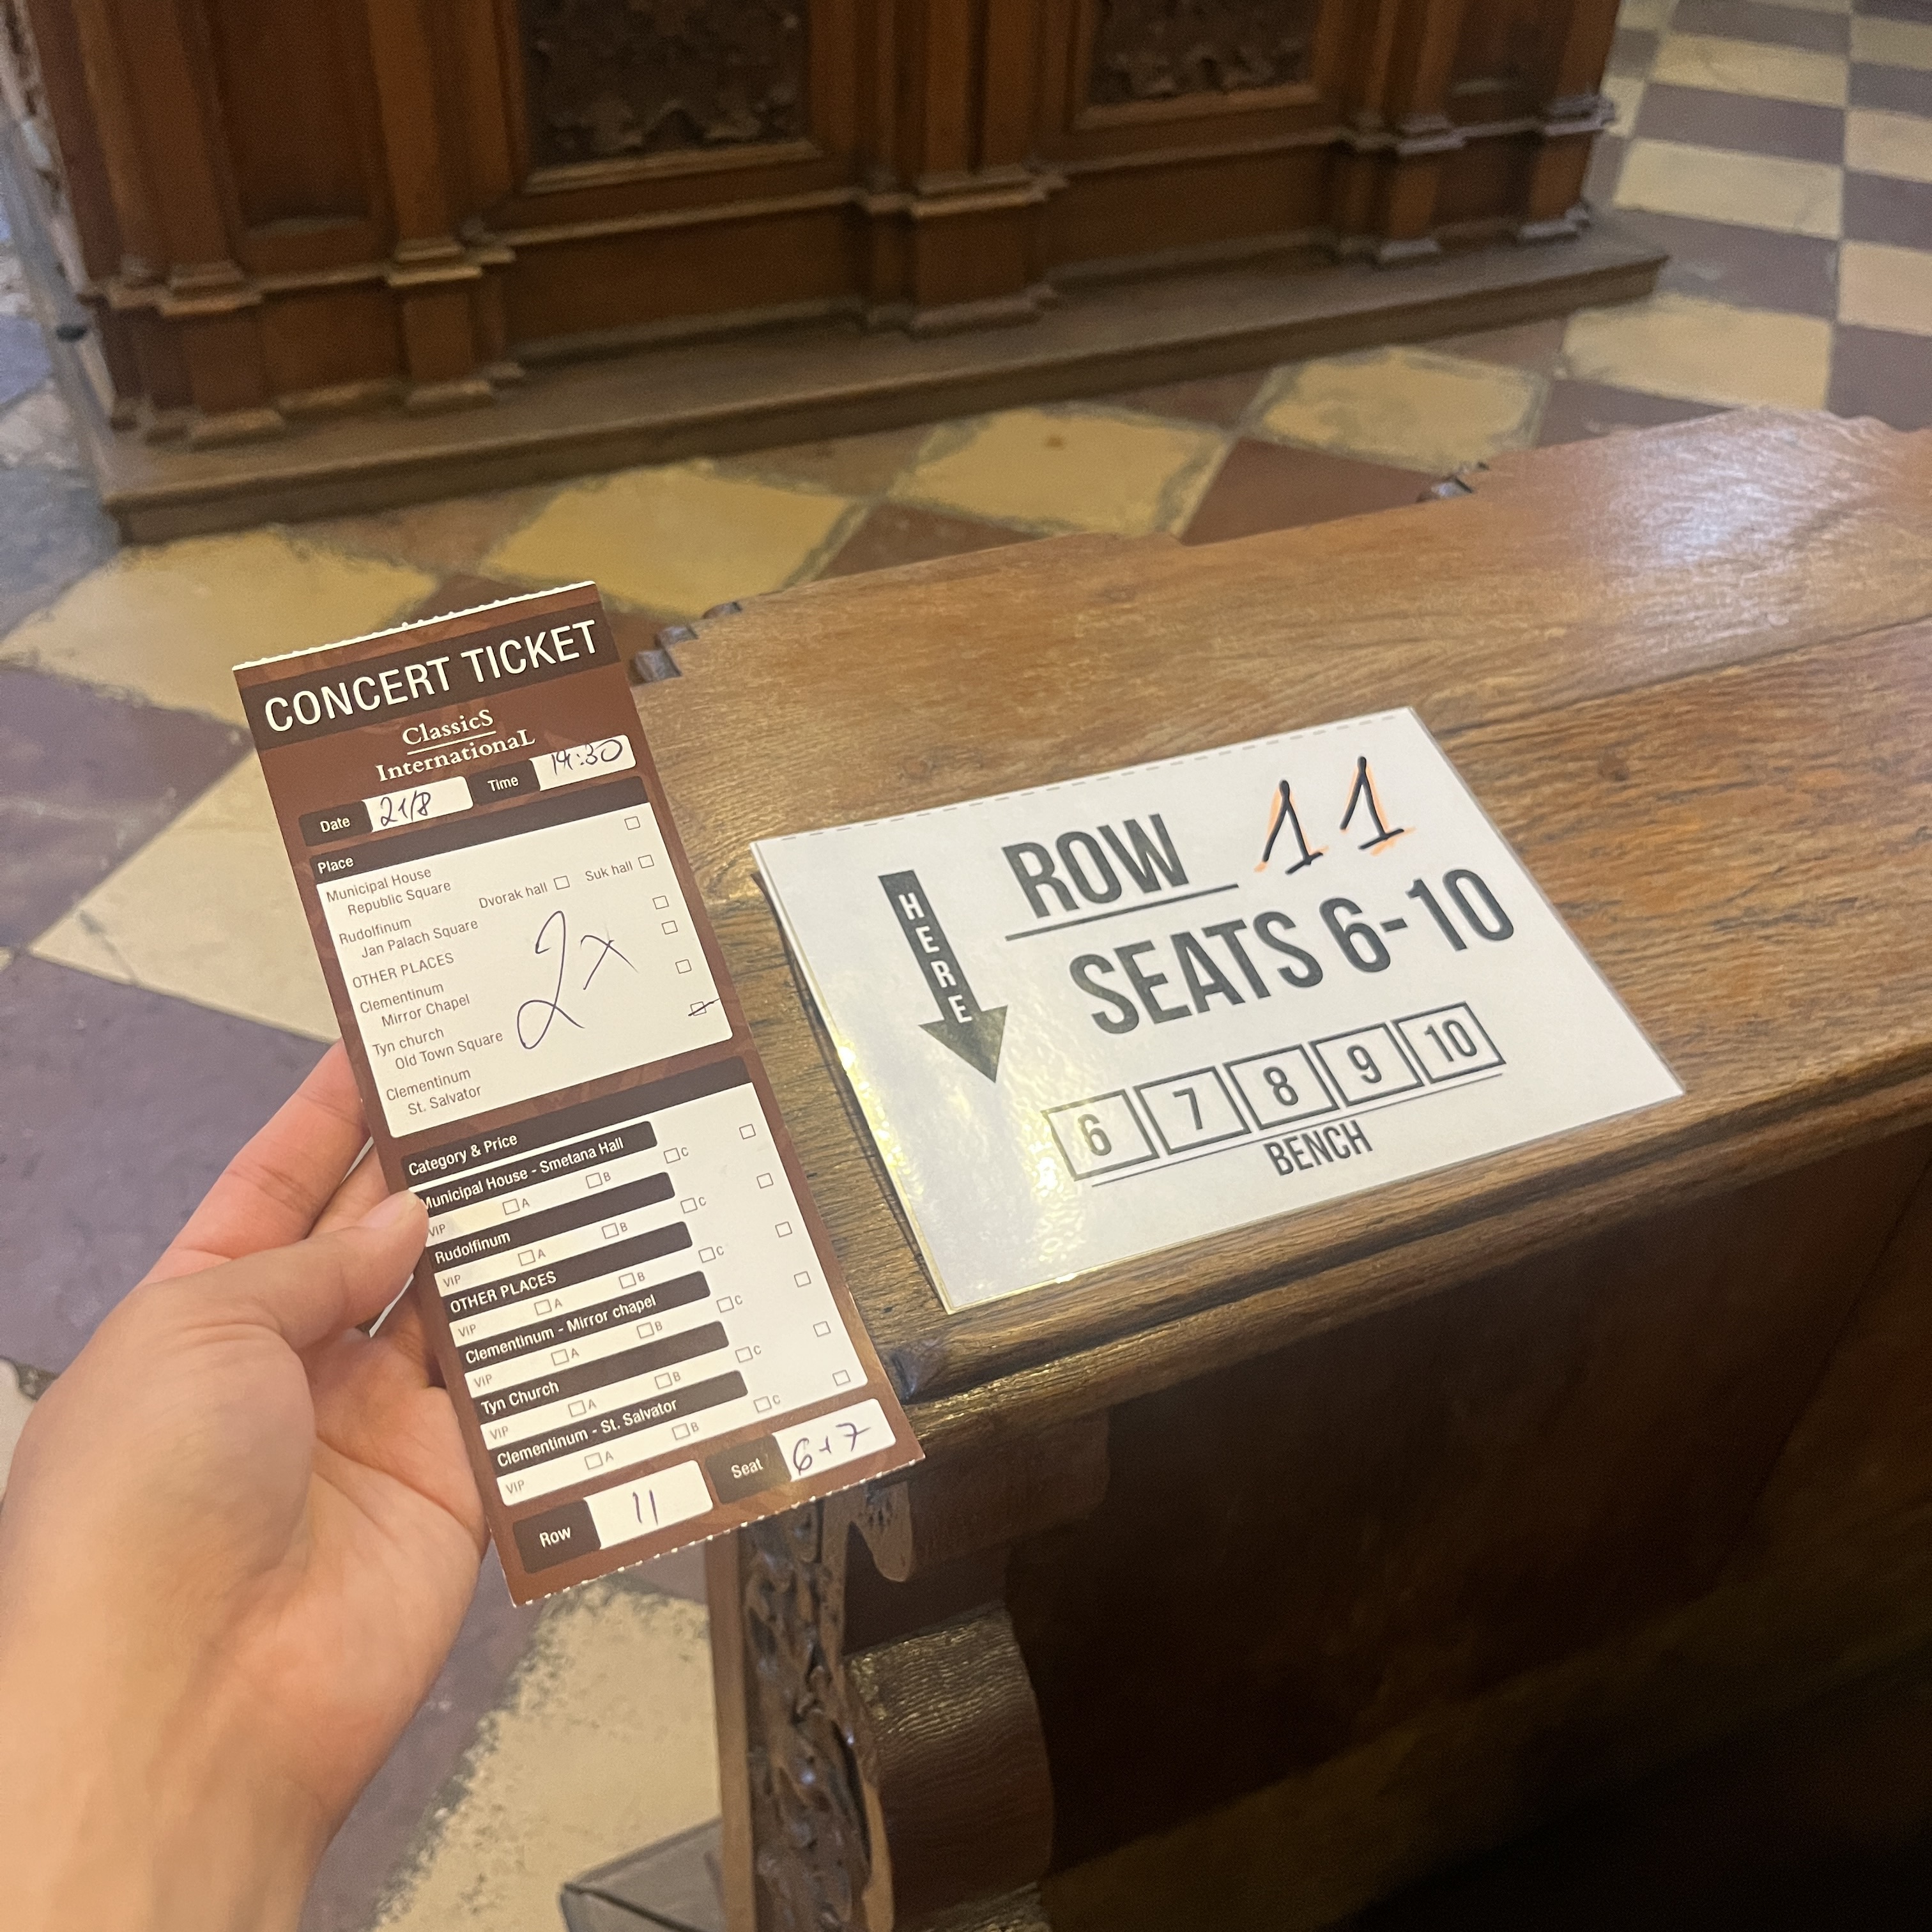 CONCERT TICKET
ClassicS
InternationaL
Date 21/8 Time 19:30
Place
Municipal House
Republic Square
Rudolfinum
Jan Palach Square Dvorak hall Suk hall
OTHER PLACES
Clementinum
Mirror Chapel
Tyn church
Old Town Square
Clementinum
St. Salvator
2x
Category & Price
Municipal House - Smetana Hall
VIP A B C
Rudolfinum
VIP A B C
OTHER PLACES
VIP A B C
Clementinum - Mirror chapel
VIP A B C
Tyn Church
VIP A B C
Clementinum - St. Salvator
VIP A B C
Row 11 Seat 6+7
HERE
ROW 11
SEATS 6-10
6 7 8 9 10
BENCH